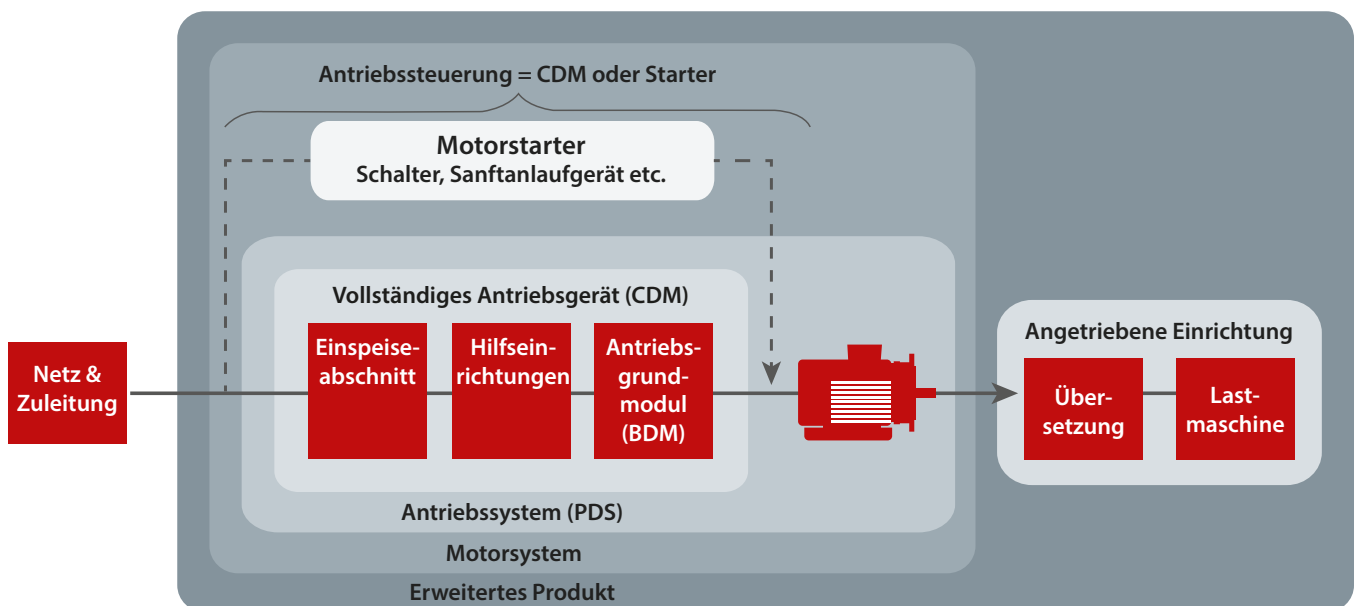 Antriebssteuerung = CDM oder Starter
Motorstarter
Schalter, Sanftanlaufgerät etc.
Vollständiges Antriebsgerät (CDM)
Netz &
Zuleitung
Einspeise-
abschnitt
Hilfsein-
richtungen
Antriebs-
grund-
modul
(BDM)
Angetriebene Einrichtung
Über-
setzung
Last-
maschine
Antriebssystem (PDS)
Motorsystem
Erweitertes Produkt